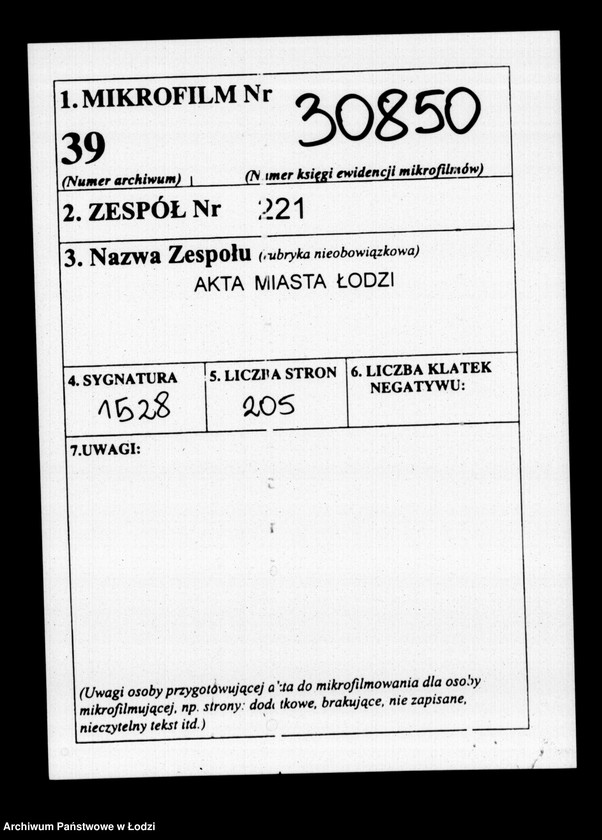 1. MIKROFILM Nr 30850
39
(Numer archiwum) (Numer księgi ewidencji mikrofilmów)
2. ZESPÓŁ Nr 221
3. Nazwa Zespołu (rubryka nieobowiązkowa)
AKTA MIASTA ŁODZI
4. SYGNATURA 5. LICZBA STRON 6. LICZBA KLATEK
NEGATYWU:
1528 205
7.UWAGI:
(Uwagi osoby przygotówującej akta do mikrofilmowania dla osoby
mikrofilmującej, np. strony: dodatkowe, brakujące, nie zapisane,
nieczytelny tekst itd.)
Archiwum Państwowe w Łodzi